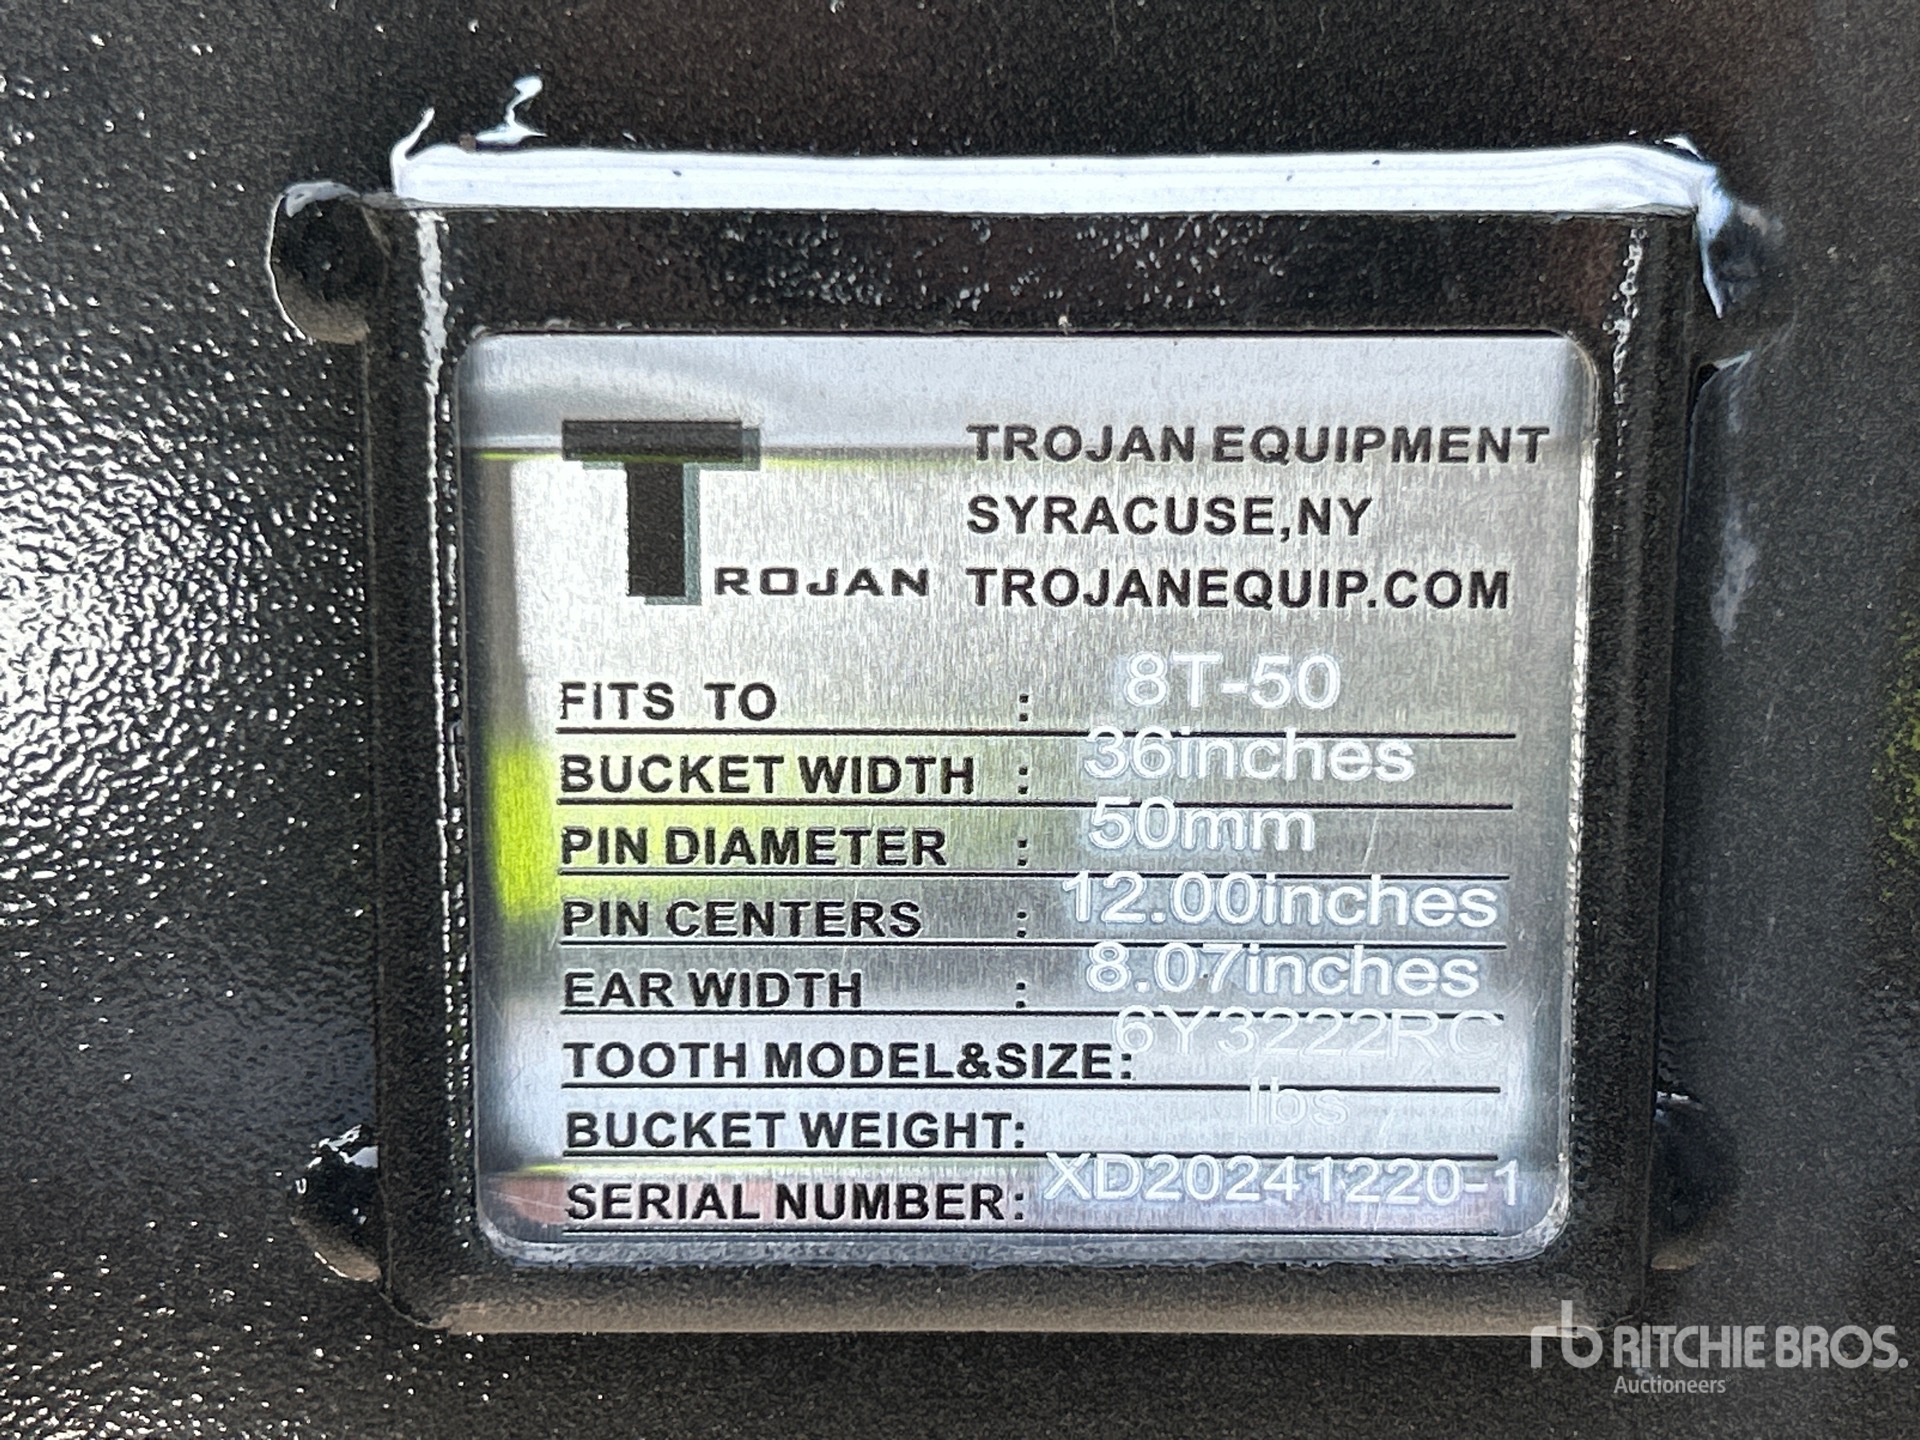 TROJAN
TROJAN EQUIPMENT
SYRACUSE,NY
TROJANEQUIP.COM
FITS TO : 8T-50
BUCKET WIDTH : 36inches
PIN DIAMETER : 50mm
PIN CENTERS : 12.00inches
EAR WIDTH : 8.07inches
TOOTH MODEL&SIZE: 6Y3222RC
BUCKET WEIGHT: lbs
SERIAL NUMBER: XD20241220-1
rb RITCHIE BROS.
Auctioneers